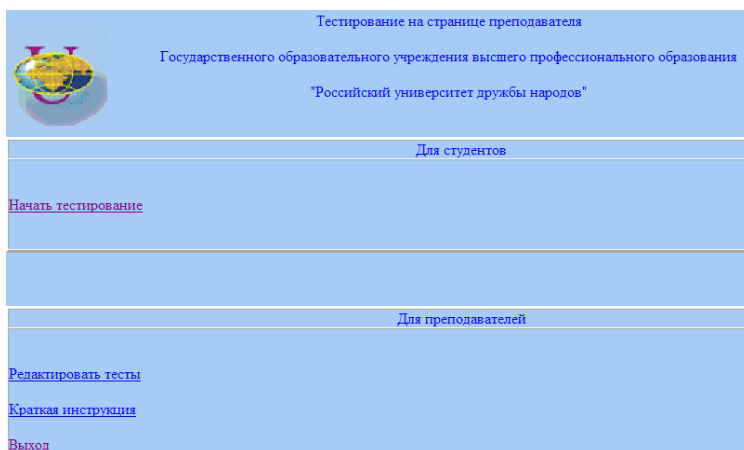 Тестирование на странице преподавателя
Государственного образовательного учреждения высшего профессионального образования
"Российский университет дружбы народов"
Для студентов
Начать тестирование
Для преподавателей
Редактировать тесты
Краткая инструкция
Выход